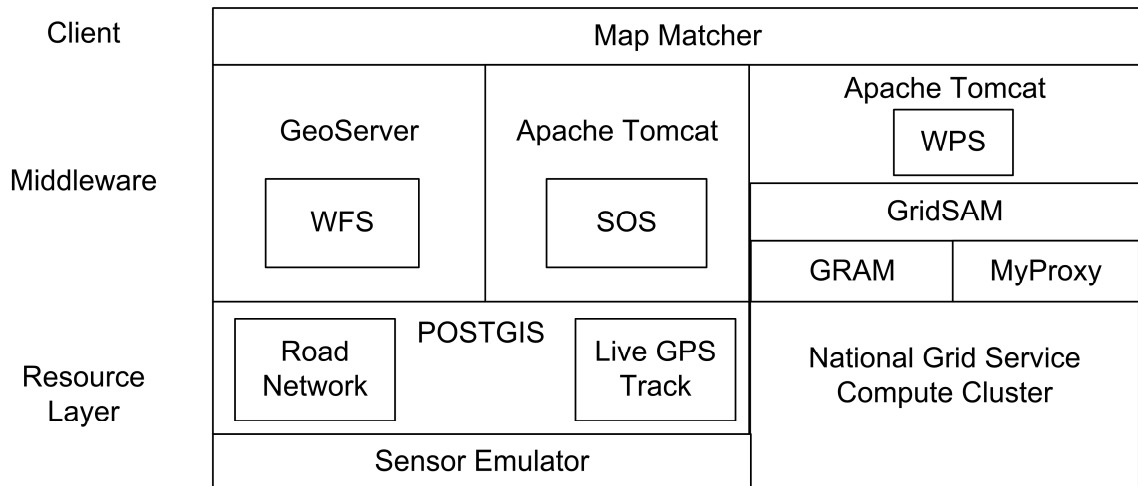 Client
Map Matcher
Middleware
GeoServer
WFS
Apache Tomcat
SOS
Apache Tomcat
WPS
GridSAM
GRAM
MyProxy
Resource
Layer
POSTGIS
Road
Network
Live GPS
Track
National Grid Service
Compute Cluster
Sensor Emulator